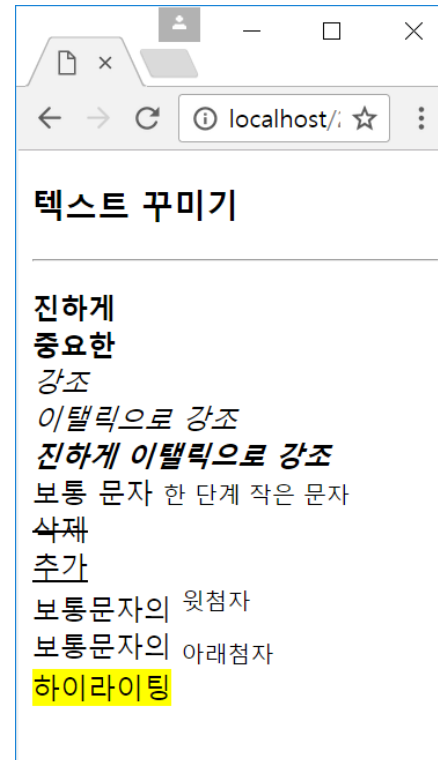 localhost/
텍스트 꾸미기
진하게
중요한
강조
이탤릭으로 강조
진하게 이탤릭으로 강조
보통 문자 한 단계 작은 문자
삭제
추가
보통문자의 윗첨자
보통문자의 아래첨자
하이라이팅